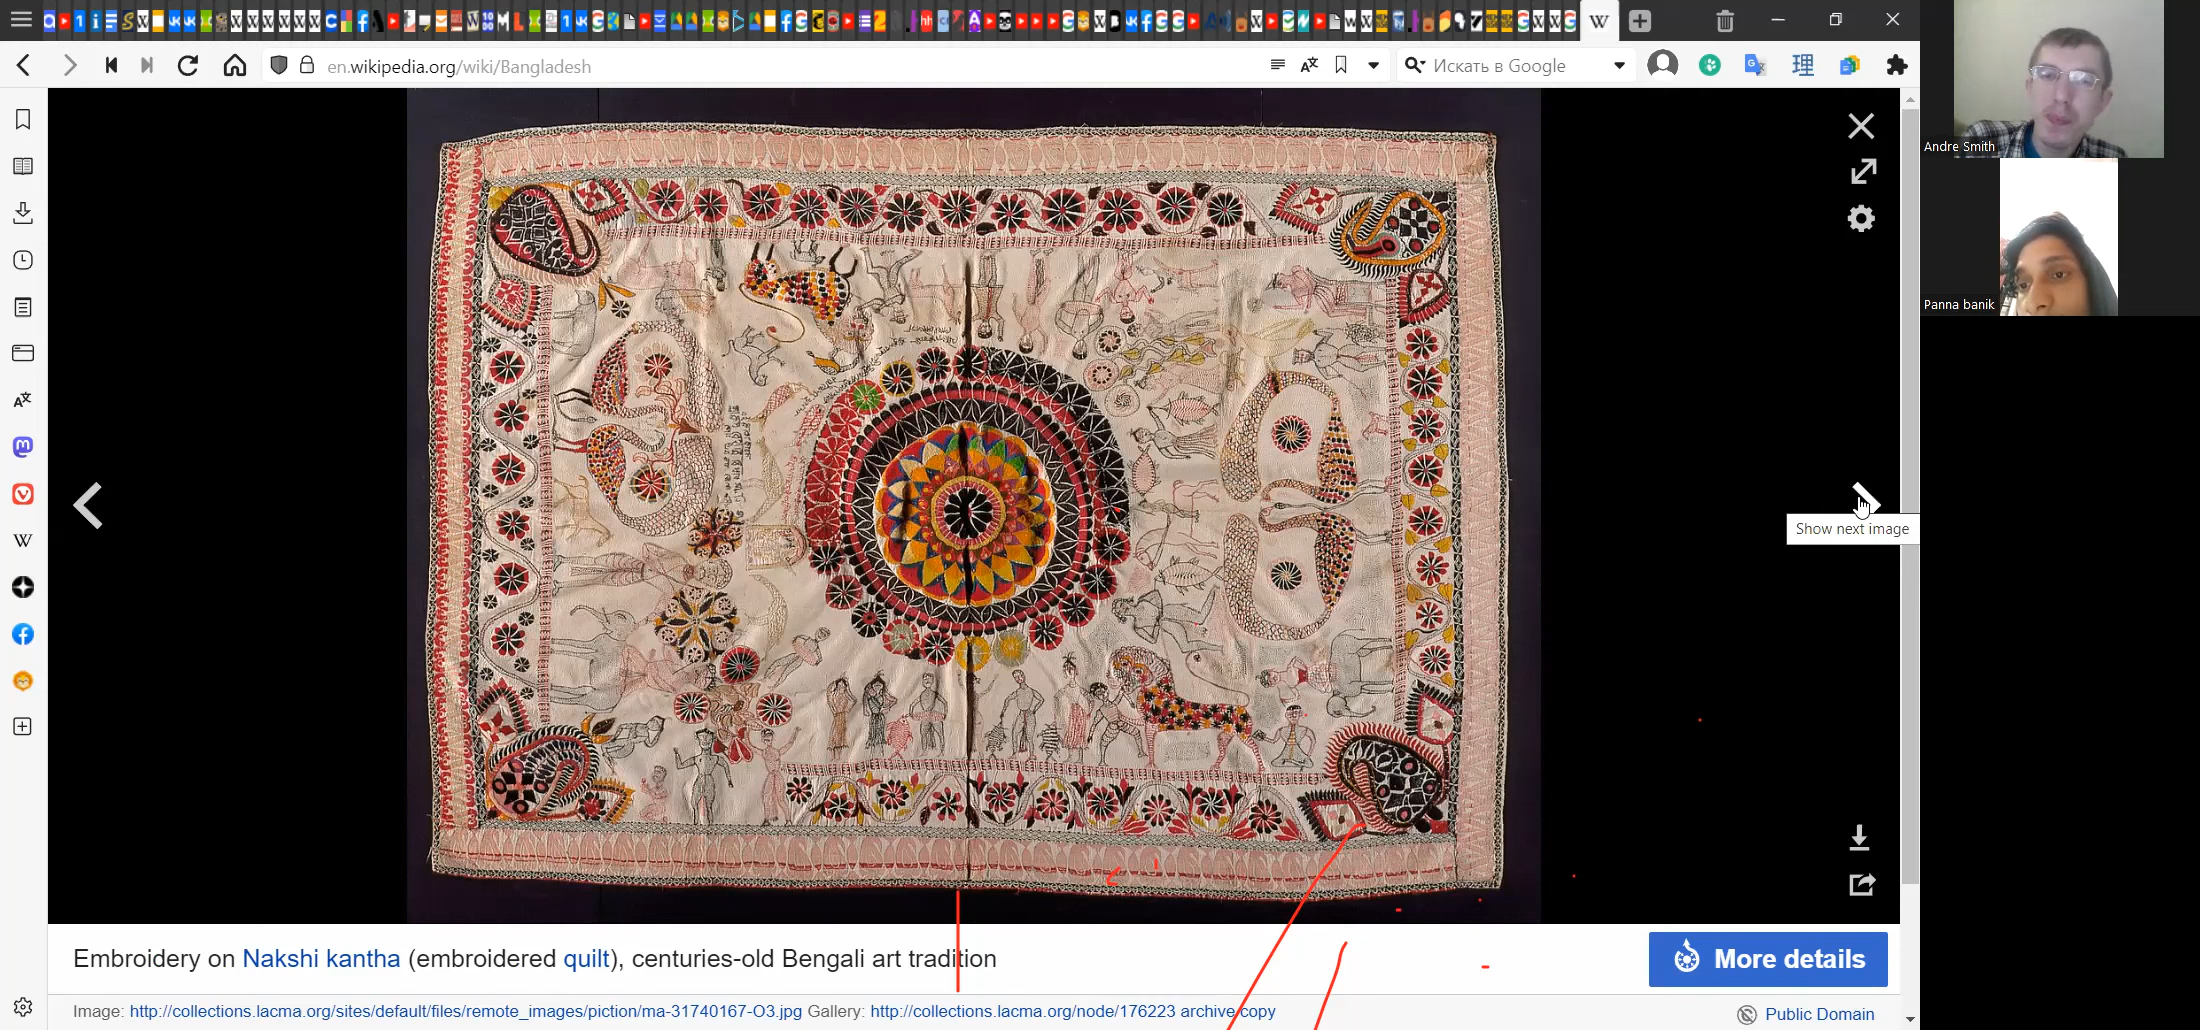 en.wikipedia.org/wiki/Bangladesh
Искать в Google
Andre Smith
Panna banik
Show next image
Embroidery on Nakshi kantha (embroidered quilt), centuries-old Bengali art tradition
More details
Image: http://collections.lacma.org/sites/default/files/remote_images/piction/ma-31740167-O3.jpg Gallery: http://collections.lacma.org/node/176223 archive copy
Public Domain